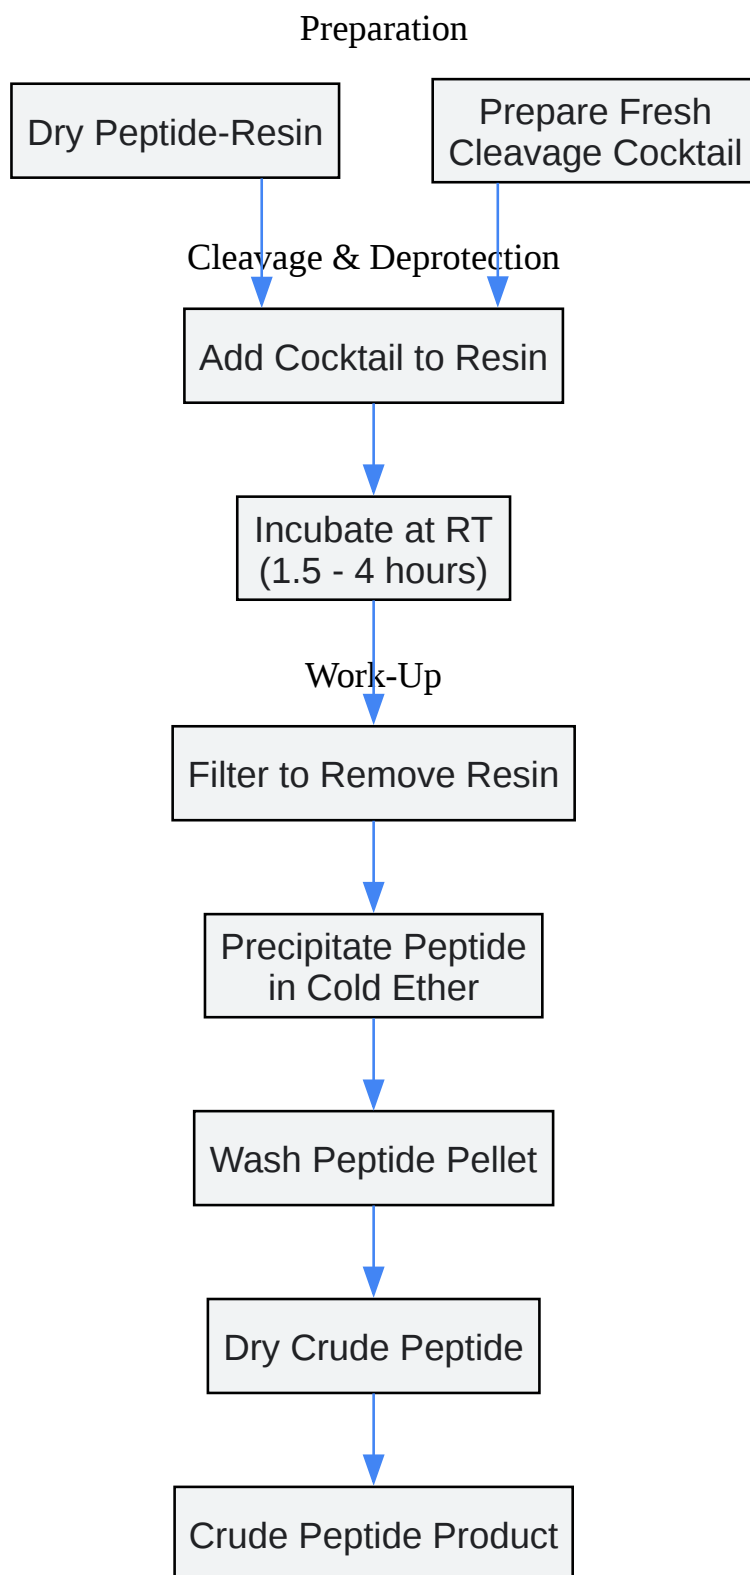 Preparation
Dry Peptide-Resin
Prepare Fresh
Cleavage Cocktail
Cleavage & Deprotection
Add Cocktail to Resin
Incubate at RT
(1.5 - 4 hours)
Work-Up
Filter to Remove Resin
Precipitate Peptide
in Cold Ether
Wash Peptide Pellet
Dry Crude Peptide
Crude Peptide Product